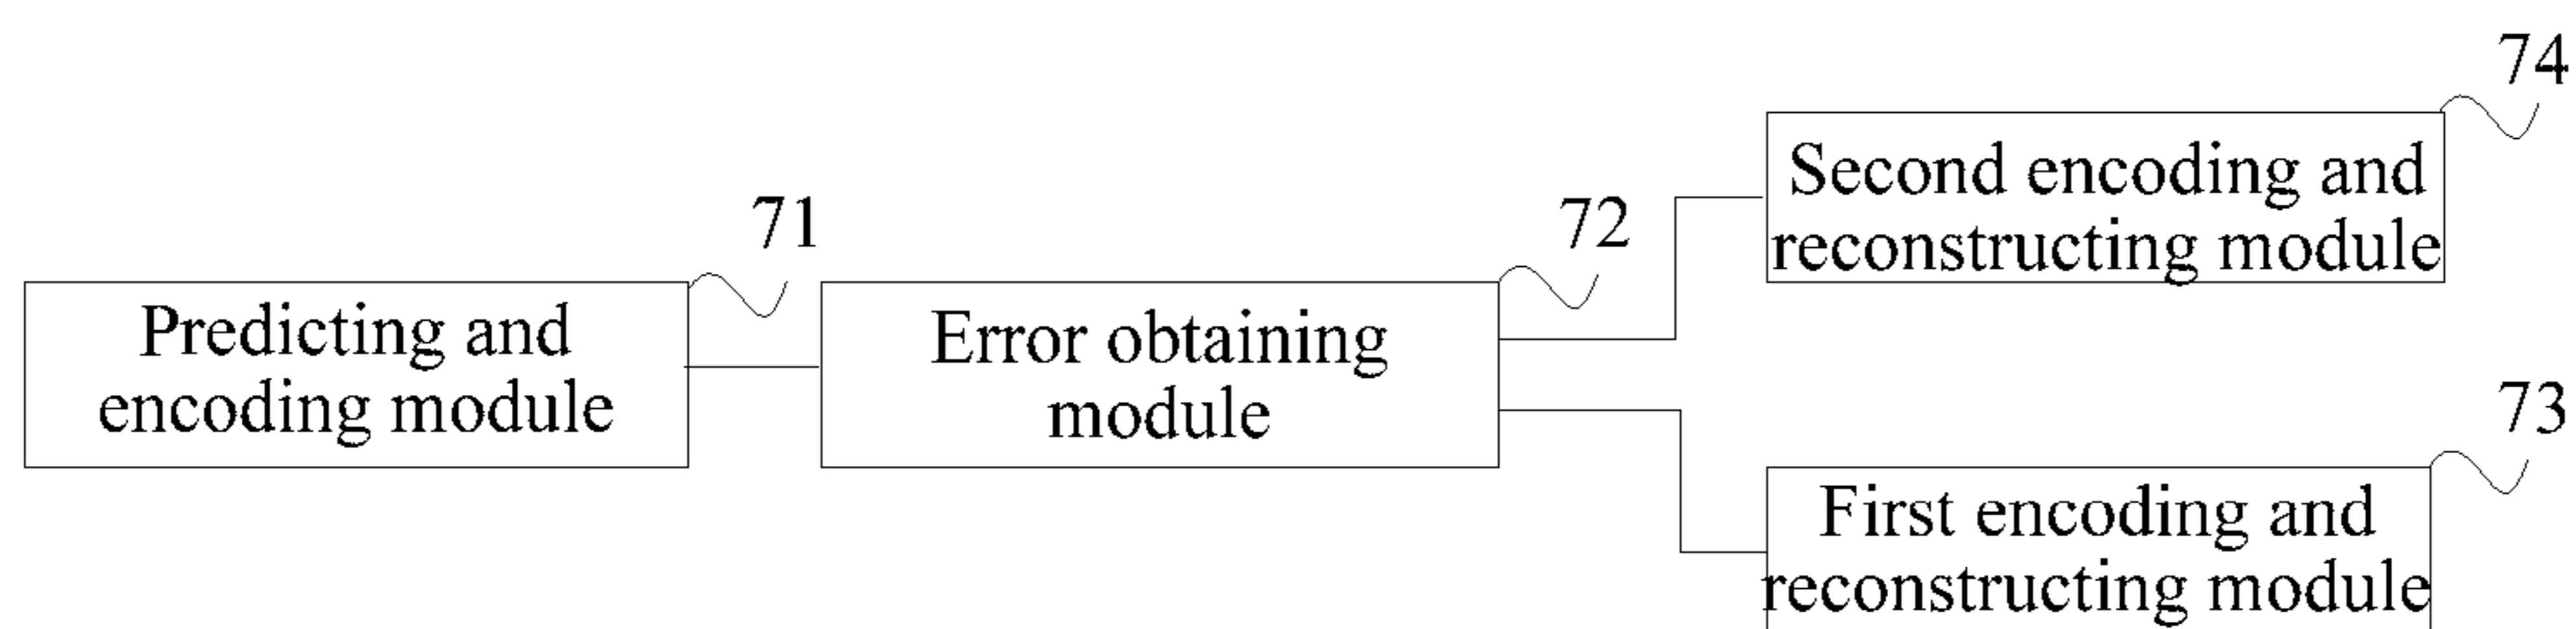 74
Second encoding and
reconstructing module
71
72
Predicting and
encoding module
Error obtaining
module
73
First encoding and
reconstructing module